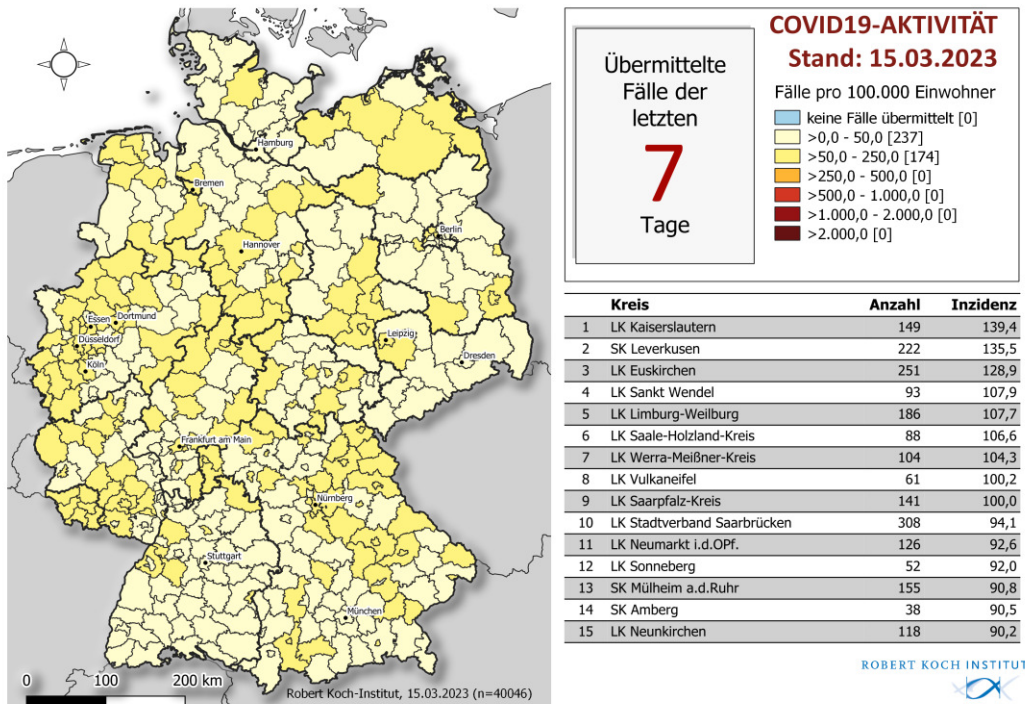 Hamburg
Bremen
Berlin
Hannover
Essen
Dortmund
Düsseldorf
Leipzig
Köln
Dresden
Frankfurt am Main
Nürnberg
Stuttgart
München
0 100 200 km
Robert Koch-Institut, 15.03.2023 (n=40046)
Übermittelte
Fälle der
letzten
7
Tage
COVID19-AKTIVITÄT
Stand: 15.03.2023
Fälle pro 100.000 Einwohner
keine Fälle übermittelt [0]
>0,0 - 50,0 [237]
>50,0 - 250,0 [174]
>250,0 - 500,0 [0]
>500,0 - 1.000,0 [0]
>1.000,0 - 2.000,0 [0]
>2.000,0 [0]
Kreis Anzahl Inzidenz
1 LK Kaiserslautern 149 139,4
2 SK Leverkusen 222 135,5
3 LK Euskirchen 251 128,9
4 LK Sankt Wendel 93 107,9
5 LK Limburg-Weilburg 186 107,7
6 LK Saale-Holzland-Kreis 88 106,6
7 LK Werra-Meißner-Kreis 104 104,3
8 LK Vulkaneifel 61 100,2
9 LK Saarpfalz-Kreis 141 100,0
10 LK Stadtverband Saarbrücken 308 94,1
11 LK Neumarkt i.d.OPf. 126 92,6
12 LK Sonneberg 52 92,0
13 SK Mülheim a.d.Ruhr 155 90,8
14 SK Amberg 38 90,5
15 LK Neunkirchen 118 90,2
ROBERT KOCH INSTITUT